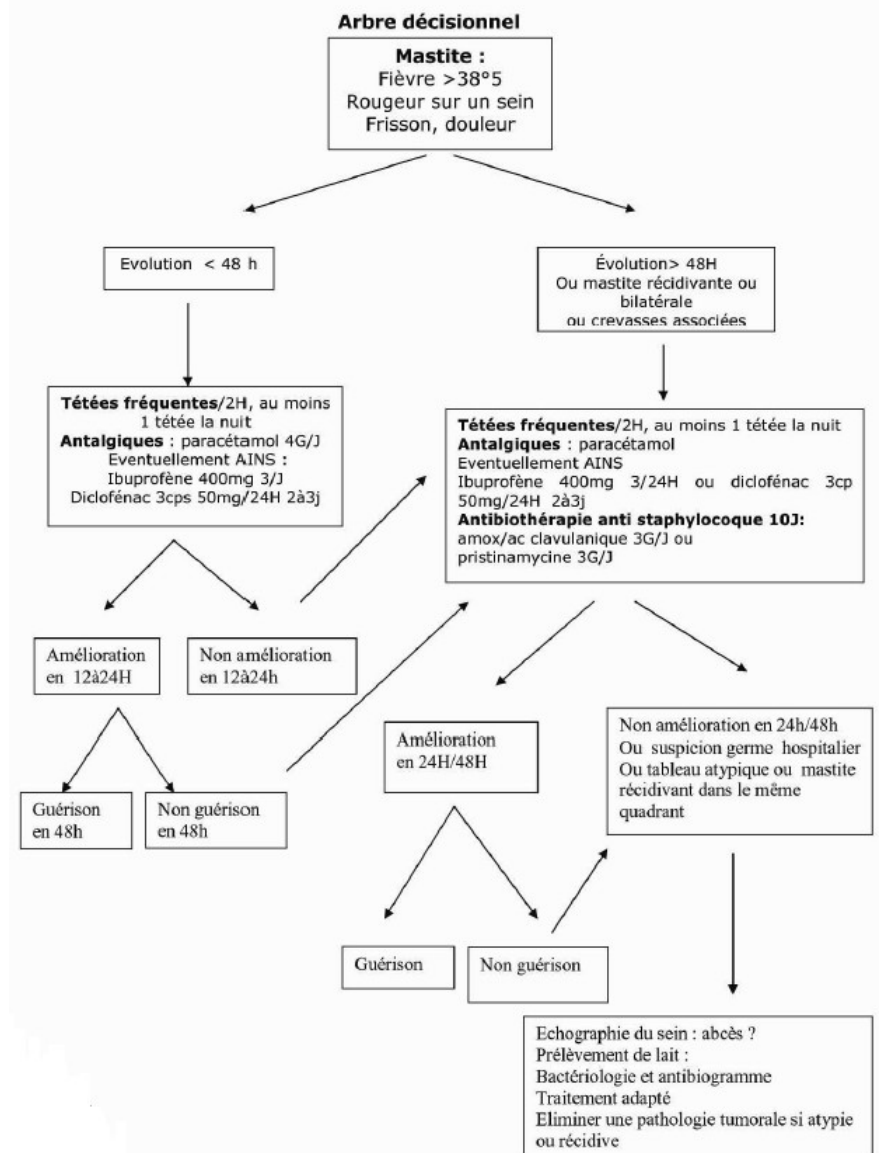 Arbre décisionnel
Mastite :
Fièvre >38°5
Rougeur sur un sein
Frisson, douleur
Evolution < 48 h
Évolution> 48H
Ou mastite récidivante ou
bilatérale
ou crevasses associées
Tétées fréquentes/2H, au moins
1 tétée la nuit
Antalgiques : paracétamol 4G/J
Eventuellement AINS :
Ibuprofène 400mg 3/J
Diclofénac 3cps 50mg/24H 2à3j
Tétées fréquentes/2H, au moins 1 tétée la nuit
Antalgiques : paracétamol
Eventuellement AINS
Ibuprofène 400mg 3/24H ou diclofénac 3cp
50mg/24H 2à3j
Antibiothérapie anti staphylocoque 10J:
amox/ac clavulanique 3G/J ou
pristinamycine 3G/J
Amélioration
en 12à24H
Non amélioration
en 12à24h
Guérison
en 48h
Non guérison
en 48h
Amélioration
en 24H/48H
Non amélioration en 24h/48h
Ou suspicion germe hospitalier
Ou tableau atypique ou mastite
récidivant dans le même
quadrant
Guérison
Non guérison
Echographie du sein : abcès ?
Prélèvement de lait :
Bactériologie et antibiogramme
Traitement adapté
Eliminer une pathologie tumorale si atypie
ou récidive